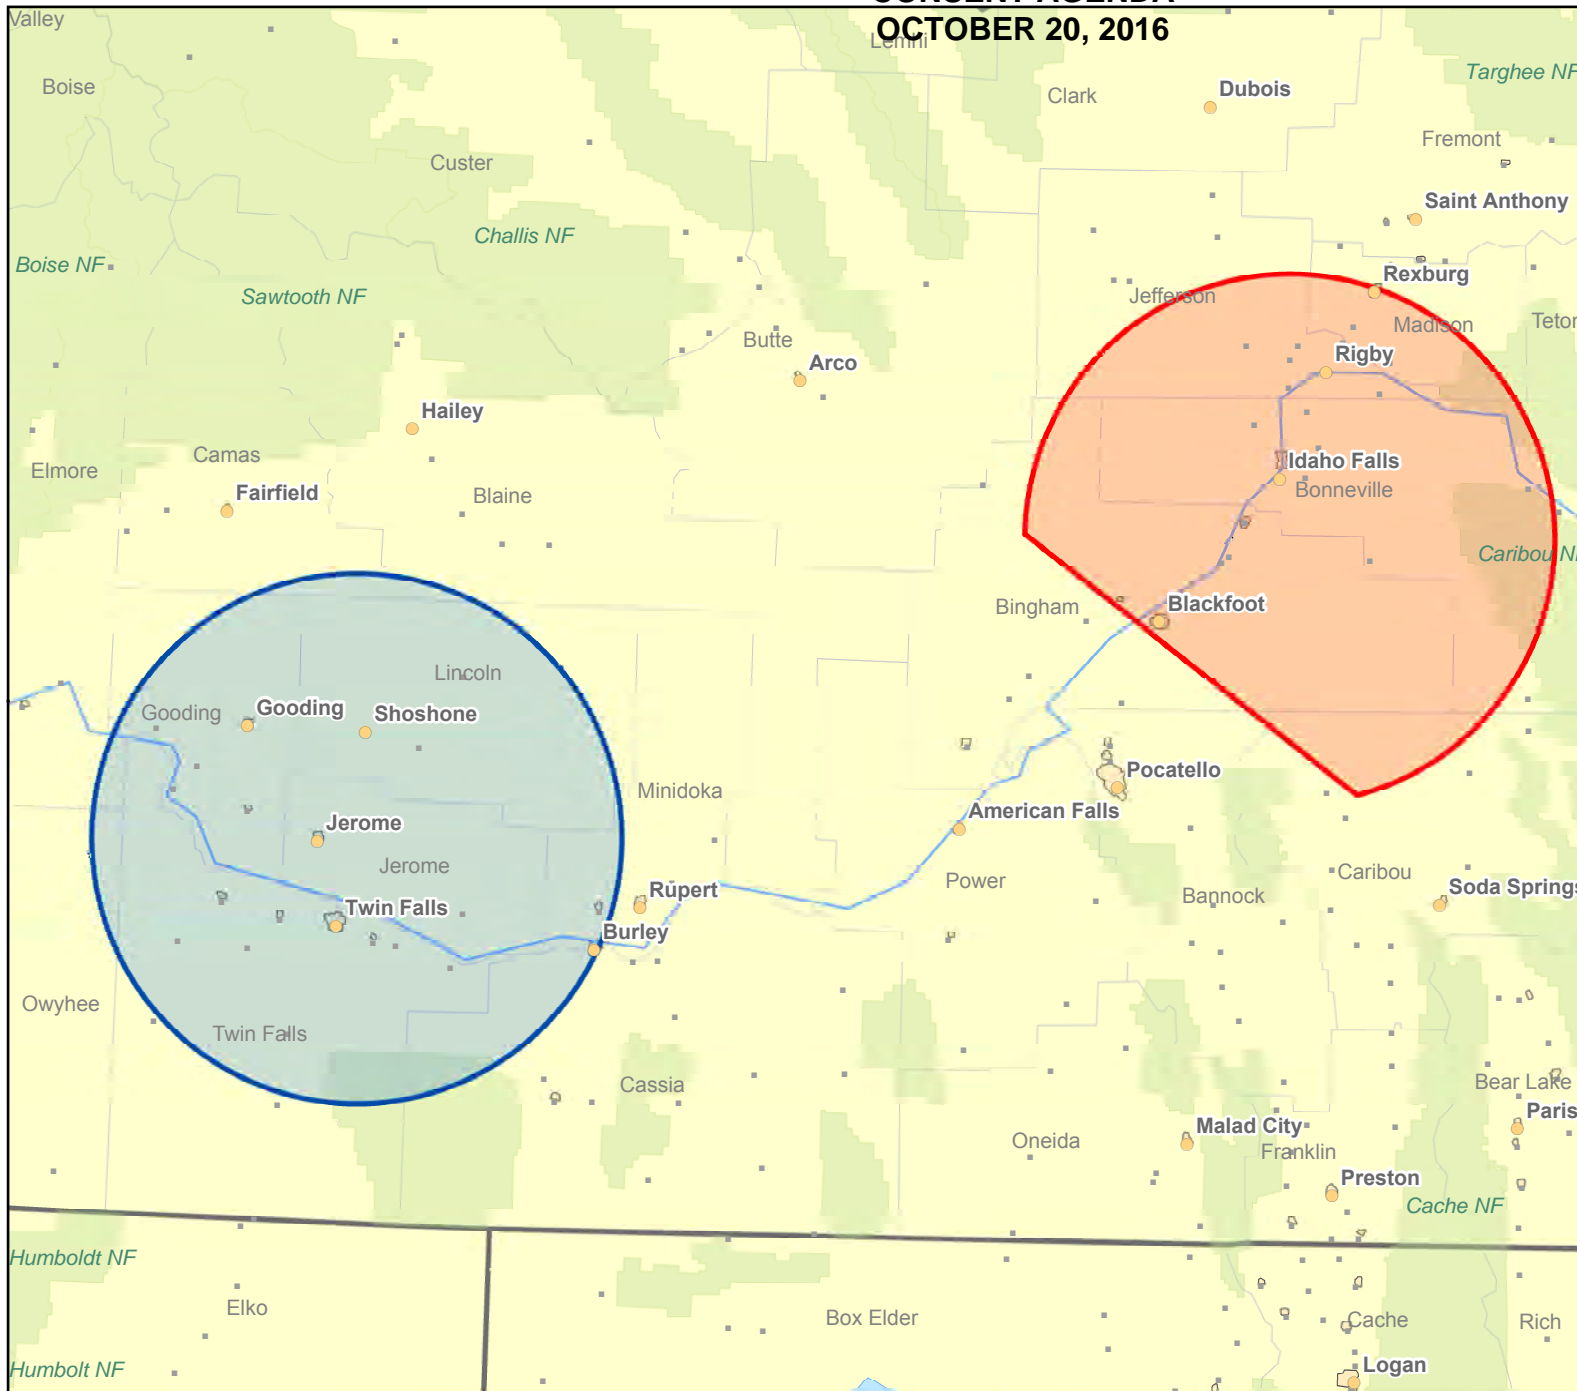 CONSENT AGENDA
OCTOBER 20, 2016
Valley
Lemhi
Boise
Clark
Dubois
Targhee NF
Custer
Fremont
Saint Anthony
Challis NF
Boise NF
Sawtooth NF
Rexburg
Jefferson
Madison
Teton
Butte
Arco
Rigby
Hailey
Camas
Elmore
Idaho Falls
Fairfield
Blaine
Bonneville
Caribou NF
Bingham
Blackfoot
Lincoln
Gooding
Gooding
Shoshone
Pocatello
Minidoka
American Falls
Jerome
Jerome
Power
Caribou
Bannock
Soda Springs
Rupert
Twin Falls
Burley
Owyhee
Twin Falls
Cassia
Bear Lake
Paris
Oneida
Malad City
Franklin
Preston
Cache NF
Humboldt NF
Elko
Box Elder
Cache
Rich
Humbolt NF
Logan